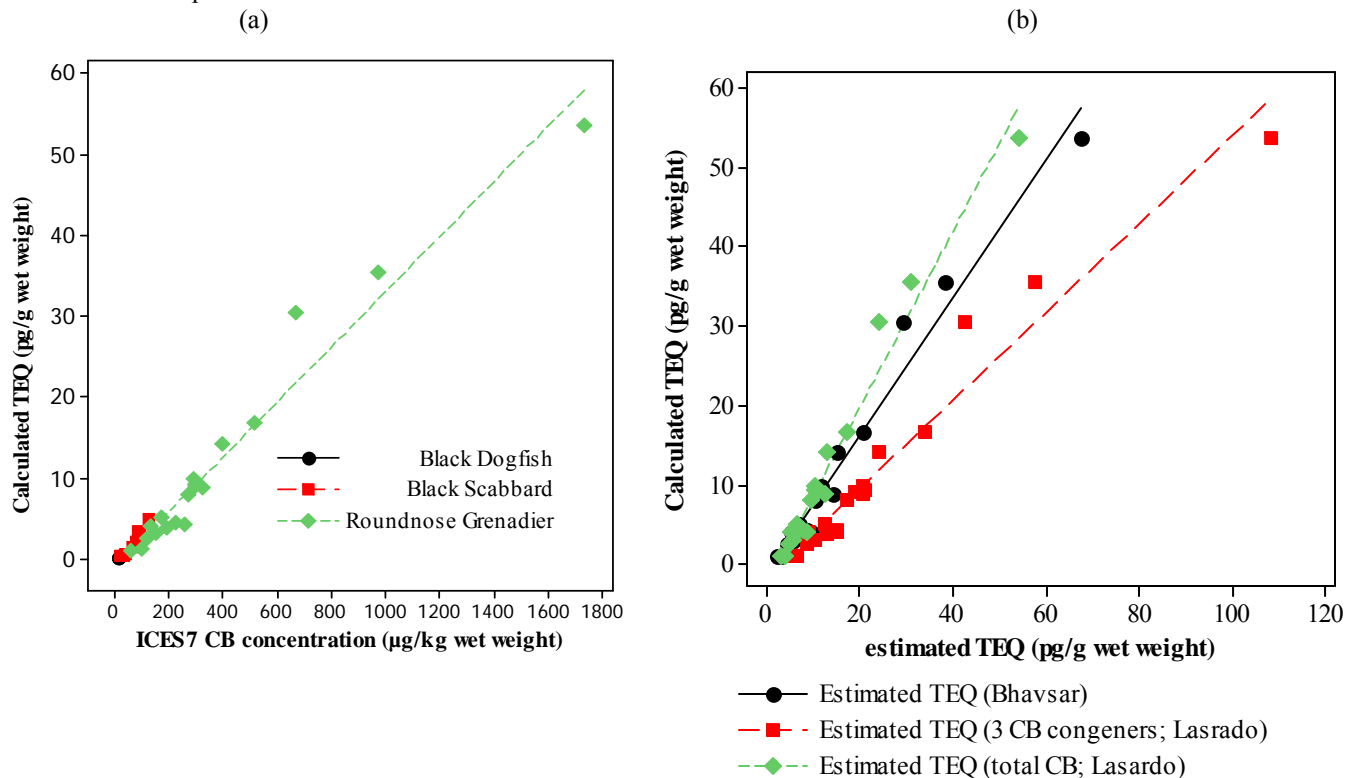 (a)
(b)
Calculated TEQ (pg/g wet weight)
60
50
40
30
20
10
0
Black Dogfish
Black Scabbard
Roundnose Grenadier
0 200 400 600 800 1000 1200 1400 1600 1800
ICES7 CB concentration (µg/kg wet weight)
Calculated TEQ (pg/g wet weight)
60
50
40
30
20
10
0
0 20 40 60 80 100 120
estimated TEQ (pg/g wet weight)
Estimated TEQ (Bhavsar)
Estimated TEQ (3 CB congeners; Lasrado)
Estimated TEQ (total CB; Lasardo)